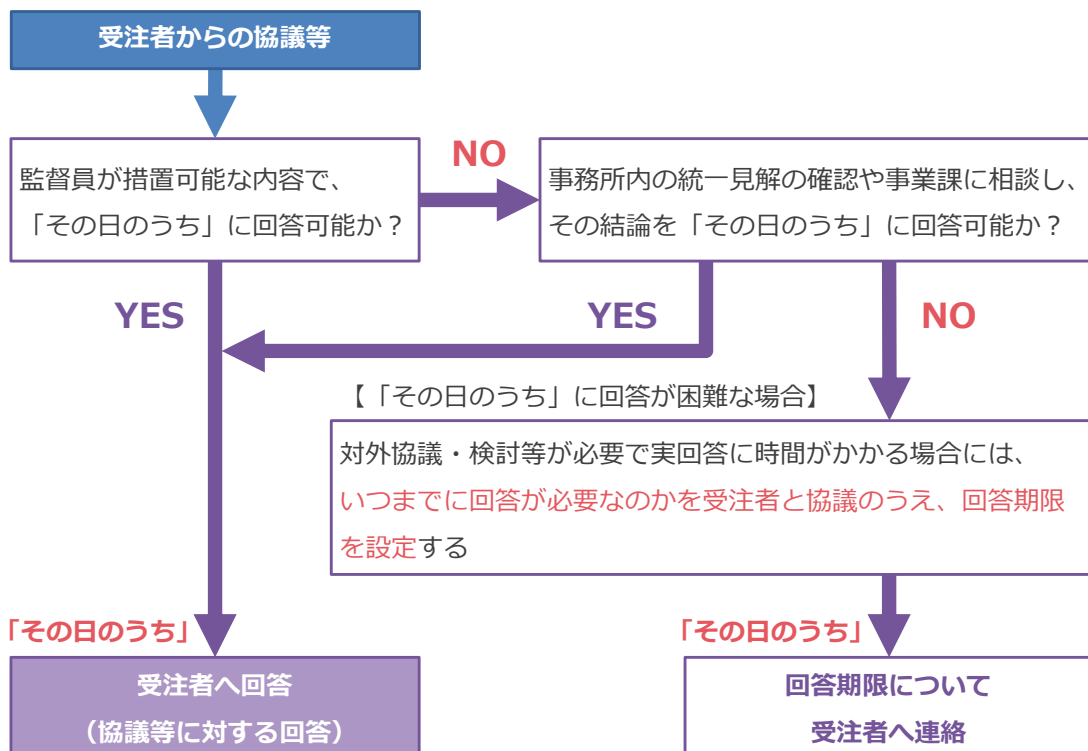 受注者からの協議等
監督員が措置可能な内容で、
「その日のうち」に回答可能か？
NO
事務所内の統一見解の確認や事業課に相談し、
その結論を「その日のうち」に回答可能か？
YES
YES
NO
【「その日のうち」に回答が困難な場合】
対外協議・検討等が必要で実回答に時間がかかる場合には、
いつまでに回答が必要なのかを受注者と協議のうえ、回答期限
を設定する
「その日のうち」
受注者へ回答
（協議等に対する回答）
「その日のうち」
回答期限について
受注者へ連絡